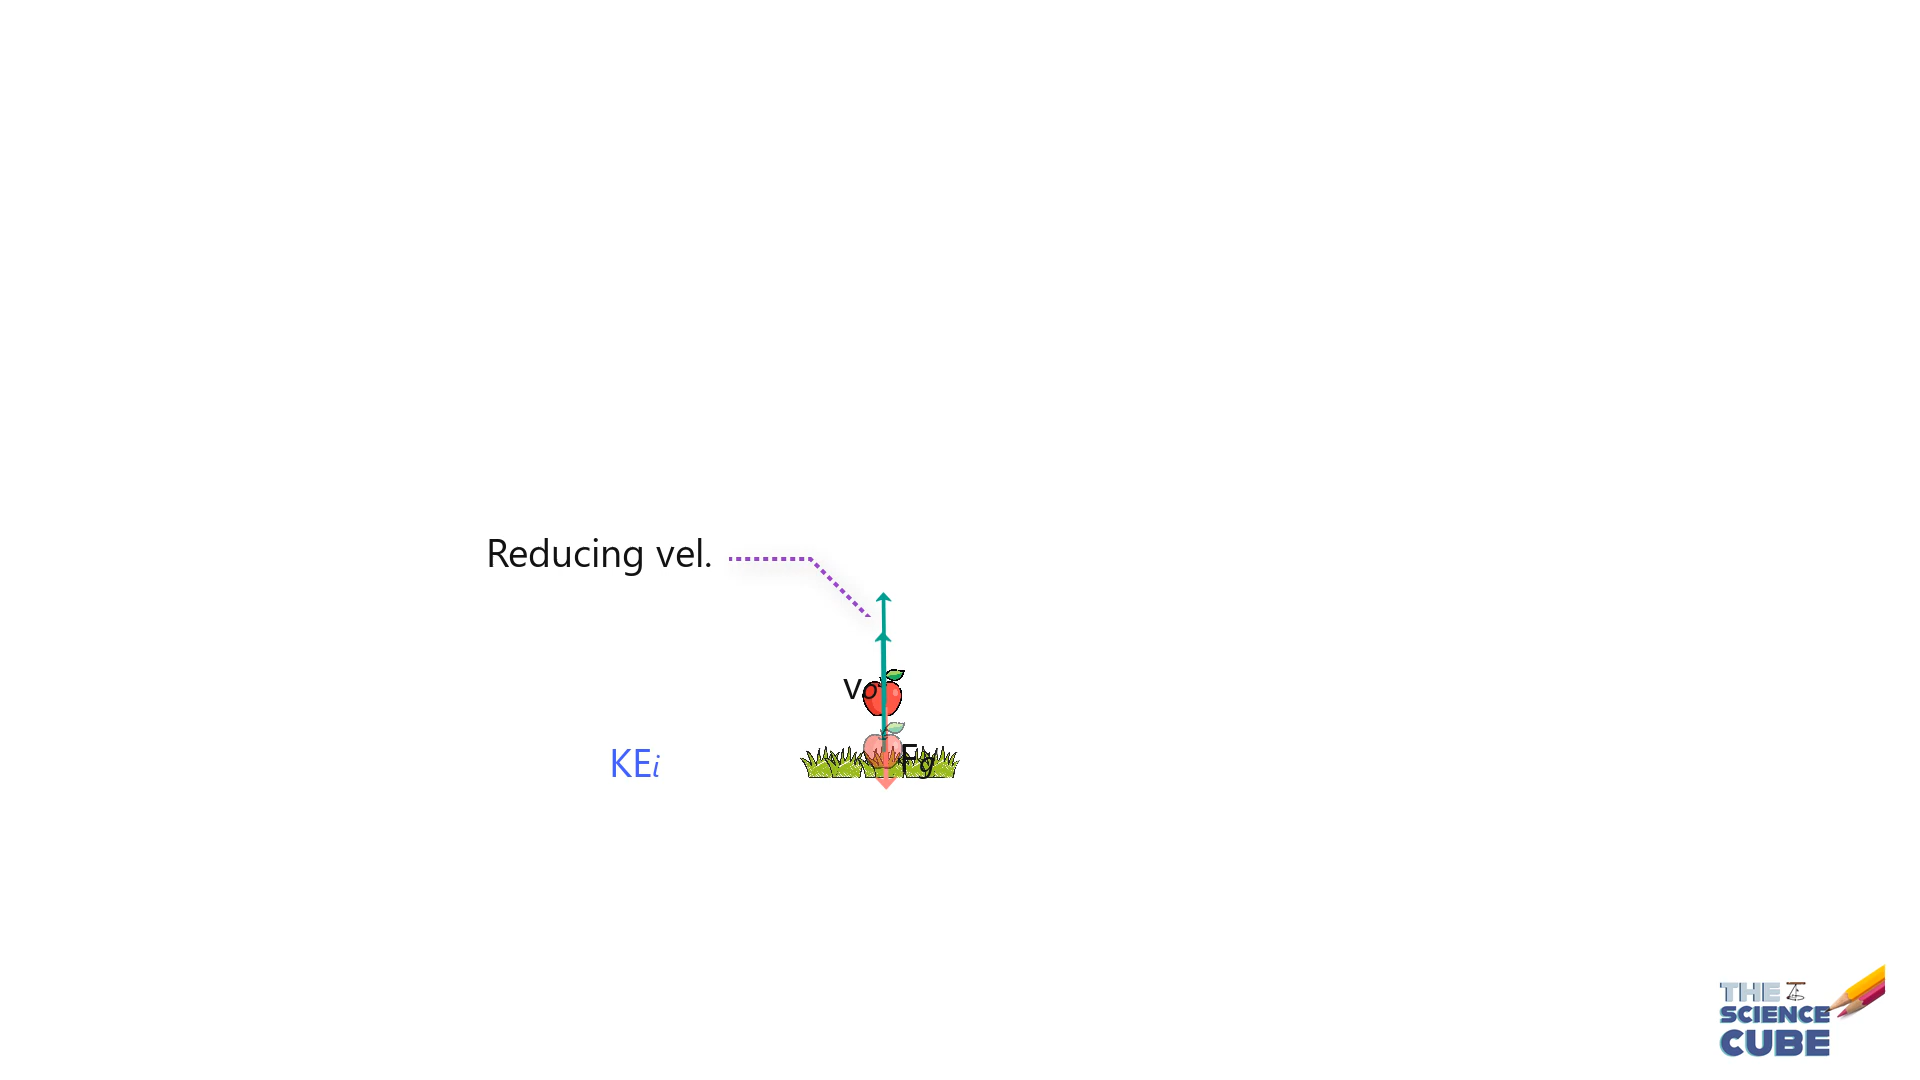 Reducing vel.
Vo
Fg
KEi
THE
SCIENCE
CUBE